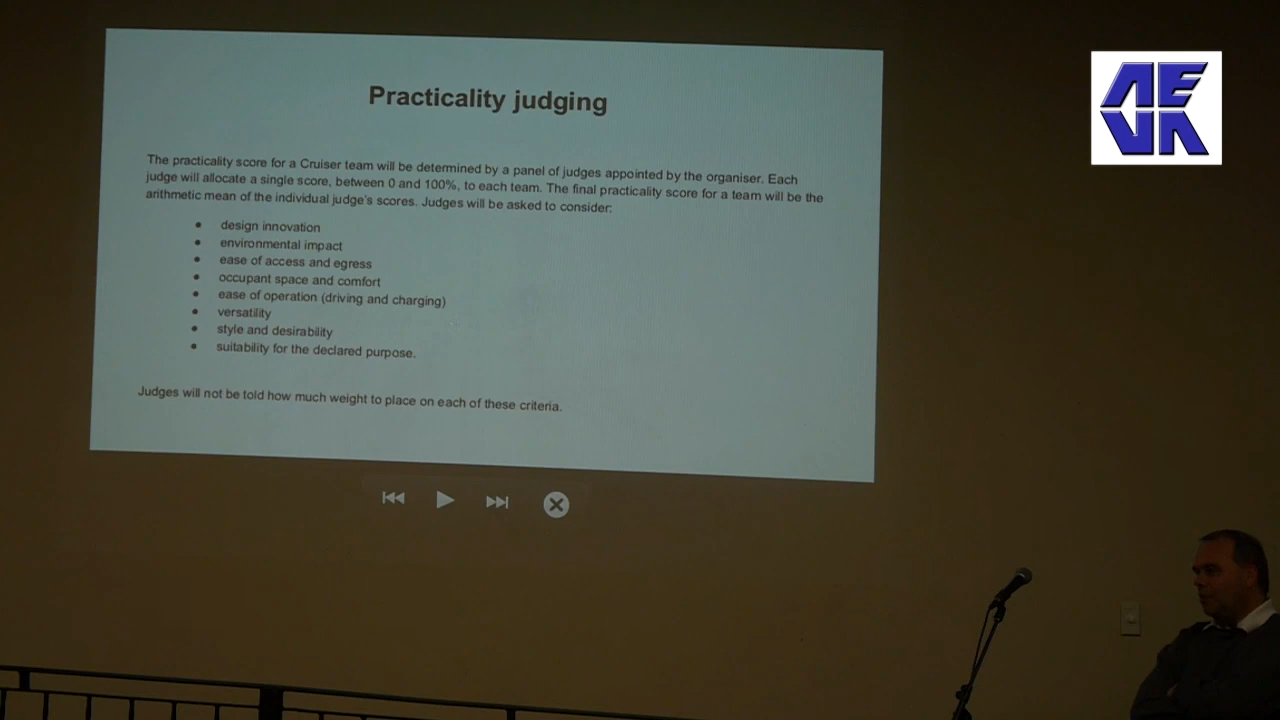 Practicality judging
The practicality score for a Cruiser team will be determined by a panel of judges appointed by the organiser. Each
judge will allocate a single score, between 0 and 100%, to each team. The final practicality score for a team will be the
arithmetic mean of the individual judge's scores. Judges will be asked to consider:
• design innovation
• environmental impact
• ease of access and egress
• occupant space and comfort
• ease of operation (driving and charging)
• versatility
• style and desirability
• suitability for the declared purpose.
Judges will not be told how much weight to place on each of these criteria.